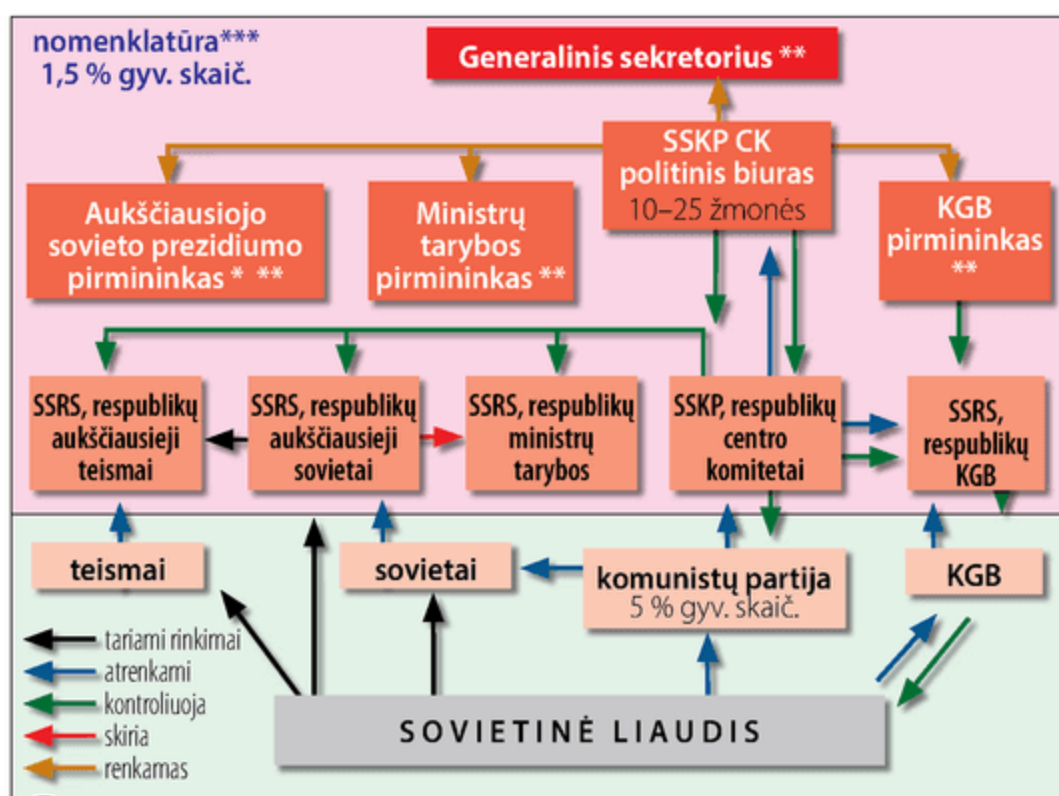 nomenklatūra***
1,5 % gyv. skaič.
Generalinis sekretorius **
SSKP CK
politinis biuras
10–25 žmonės
Aukščiausiojo
sovieto prezidiumo
pirmininkas * **
Ministrų
tarybos
pirmininkas **
KGB
pirmininkas
**
SSRS, respublikų
aukščiausieji
teismai
SSRS, respublikų
aukščiausieji
sovietai
SSRS, respublikų
ministrų
tarybos
SSKP, respublikų
centro
komitetai
SSRS,
respublikų
KGB
teismai
sovietai
komunistų partija
5 % gyv. skaič.
KGB
tariami rinkimai
atrenkami
kontroliuoja
skiria
renkamas
SOVIETINĖ LIAUDIS